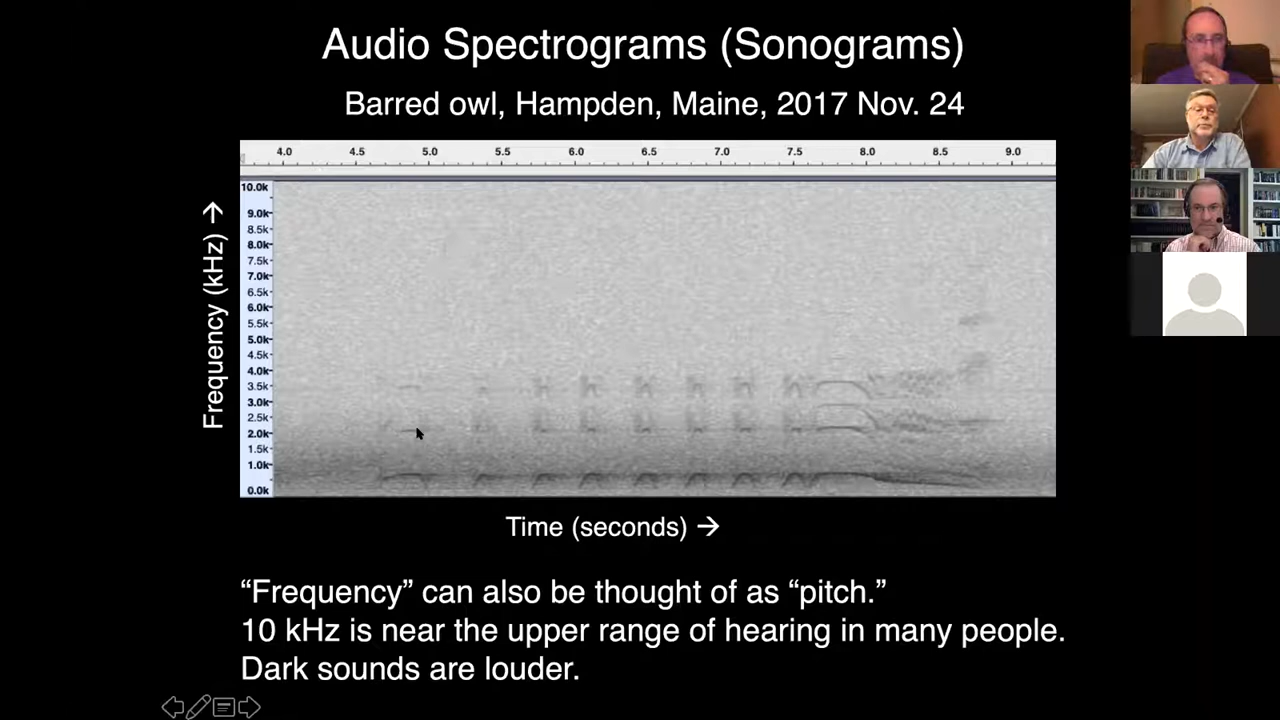 Audio Spectrograms (Sonograms)
Barred owl, Hampden, Maine, 2017 Nov. 24
4.0 4.5 5.0 5.5 6.0 6.5 7.0 7.5 8.0 8.5 9.0
10.0k
9.0k
8.5k
8.0k
7.5k
7.0k
6.5k
6.0k
5.5k
5.0k
4.5k
4.0k
3.5k
3.0k
2.5k
2.0k
1.5k
1.0k
0.0k
Frequency (kHz) →
Time (seconds) →
“Frequency” can also be thought of as “pitch.”
10 kHz is near the upper range of hearing in many people.
Dark sounds are louder.